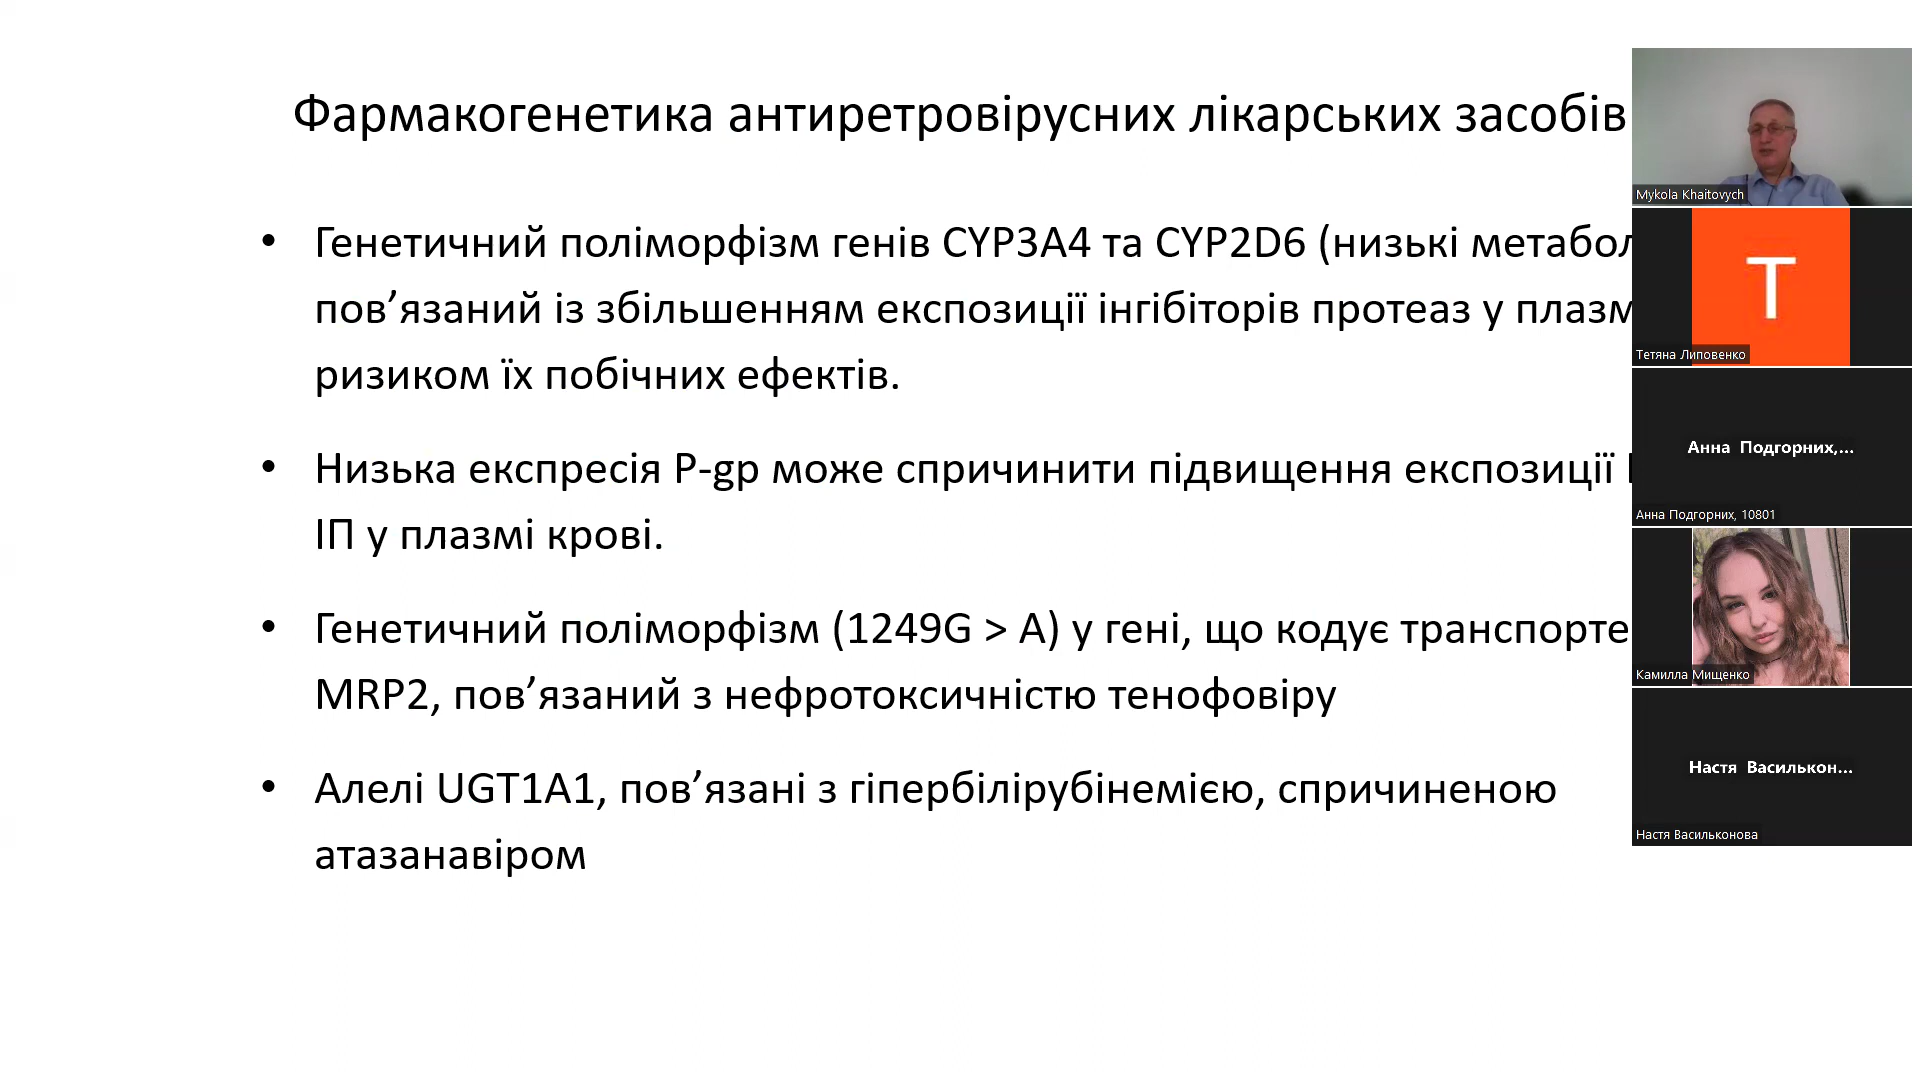 Фармакогенетика антиретровірусних лікарських засобів
• Генетичний поліморфізм генів CYP3A4 та CYP2D6 (низькі метабол
пов’язаний із збільшенням експозиції інгібіторів протеаз у плазм
ризиком їх побічних ефектів.
• Низька експресія P-gp може спричинити підвищення експозиції
ІП у плазмі крові.
• Генетичний поліморфізм (1249G > A) у гені, що кодує транспорте
MRP2, пов’язаний з нефротоксичністю тенофовіру
• Алелі UGT1A1, пов’язані з гіпербілірубінемією, спричиненою
атазанавіром
Mykola Khaitovych
Т
Тетяна Липовенко
Анна Подгорних,...
Анна Подгорних, 10801
Камилла Мищенко
Настя Васильkон...
Настя Васильконова